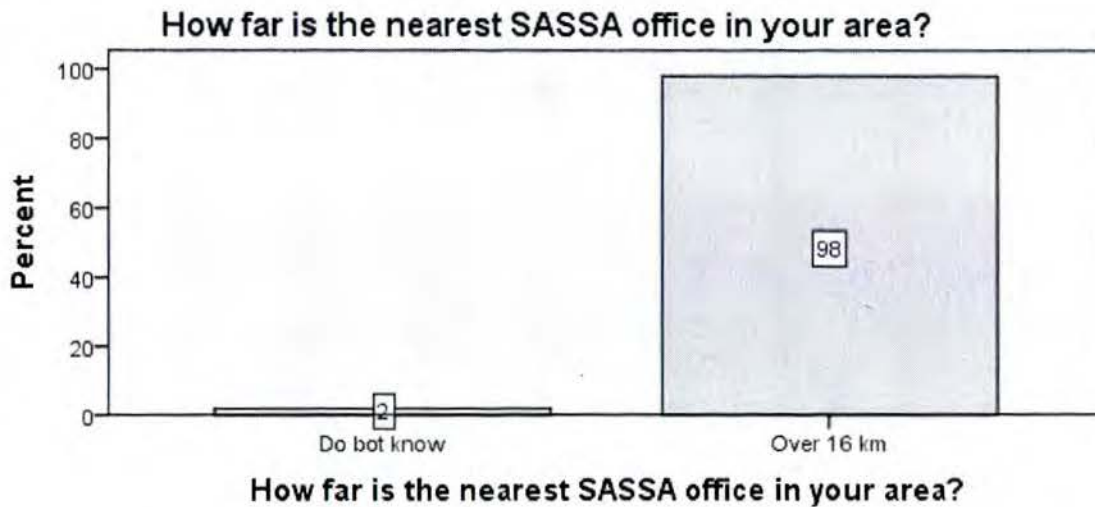 How far is the nearest SASSA office in your area?
100
80
60
40
20
0
Percent
2
98
Do bot know
Over 16 km
How far is the nearest SASSA office in your area?